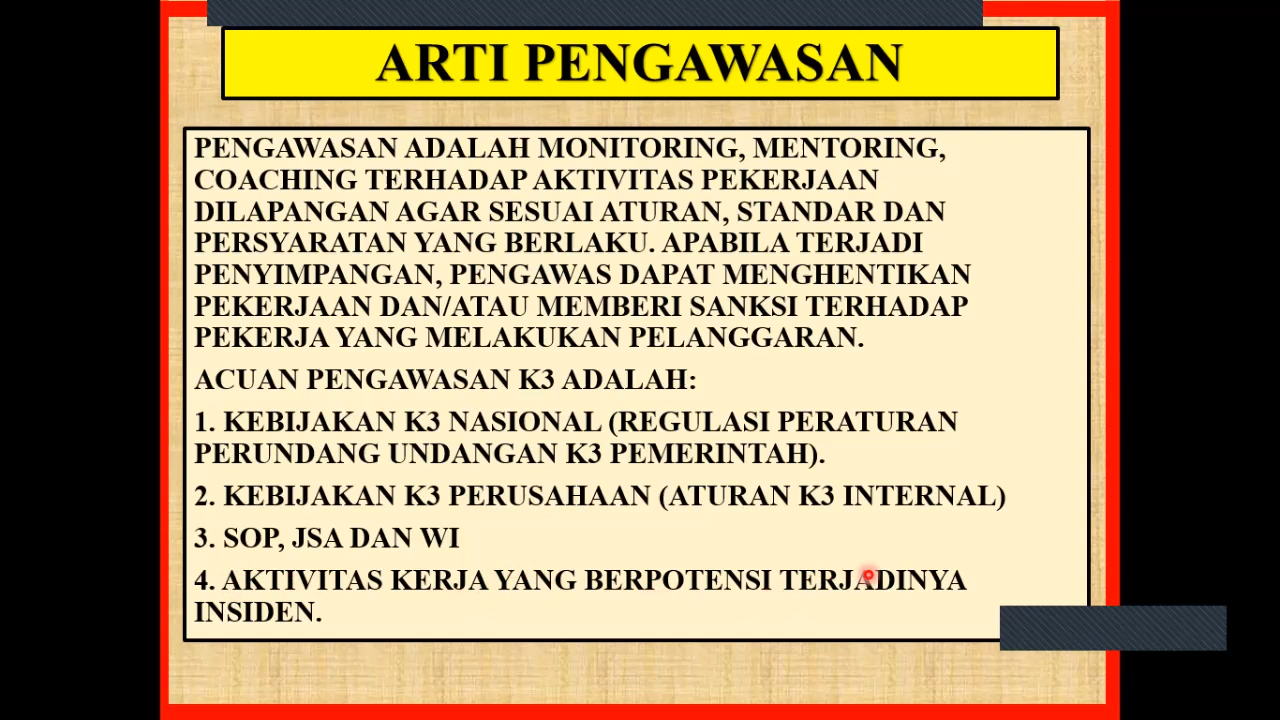 ARTI PENGAWASAN
PENGAWASAN ADALAH MONITORING, MENTORING,
COACHING TERHADAP AKTIVITAS PEKERJAAN
DILAPANGAN AGAR SESUAI ATURAN, STANDAR DAN
PERSYARATAN YANG BERLAKU. APABILA TERJADI
PENYIMPANGAN, PENGAWAS DAPAT MENGHENTIKAN
PEKERJAAN DAN/ATAU MEMBERI SANKSI TERHADAP
PEKERJA YANG MELAKUKAN PELANGGARAN.
ACUAN PENGAWASAN K3 ADALAH:
1. KEBIJAKAN K3 NASIONAL (REGULASI PERATURAN
PERUNDANG UNDANGAN K3 PEMERINTAH).
2. KEBIJAKAN K3 PERUSAHAAN (ATURAN K3 INTERNAL)
3. SOP, JSA DAN WI
4. AKTIVITAS KERJA YANG BERPOTENSI TERJADINYA
INSIDEN.